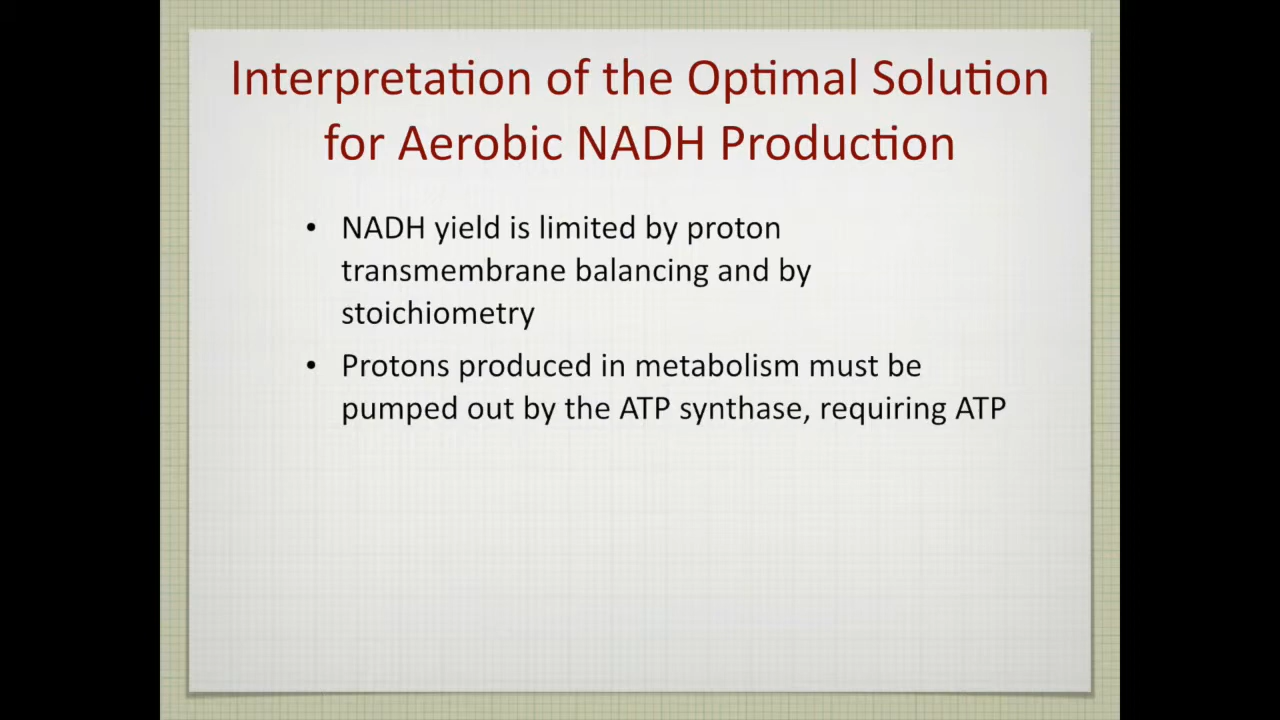 Interpretation of the Optimal Solution
for Aerobic NADH Production
• NADH yield is limited by proton
transmembrane balancing and by
stoichiometry
• Protons produced in metabolism must be
pumped out by the ATP synthase, requiring ATP